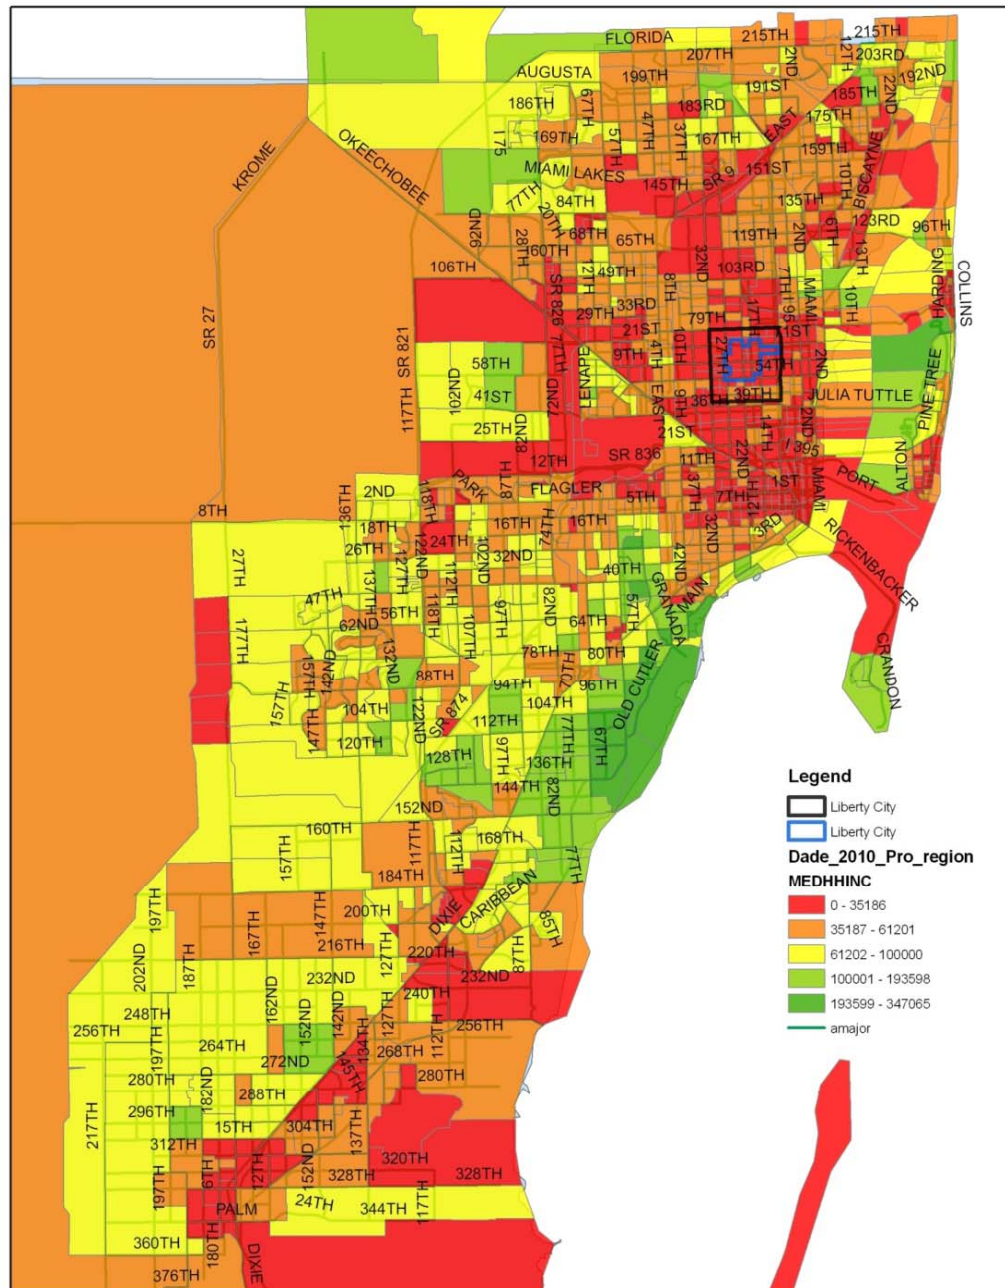 FLORIDA
215TH
215TH
207TH
2ND
12TH
203RD
AUGUSTA
199TH
191ST
192ND
22ND
186TH
67TH
183RD
185TH
47TH
37TH
167TH
EAST
175TH
I 75
169TH
57TH
159TH
KROME
OKEECHOBEE
MIAMI LAKES
SR 9
151ST
145TH
10TH
BISCAYNE
77TH
84TH
135TH
20TH
68TH
6TH
123RD
96TH
92ND
28TH
160TH
65TH
119TH
2ND
13TH
106TH
12TH
49TH
32ND
103RD
7TH
MIAMI
10TH
HARDING
COLLINS
SR 27
SR 821
SR 826
77TH
29TH
33RD
8TH
79TH
17TH
I 95
21ST
71ST
58TH
9TH
4TH
10TH
27TH
54TH
2ND
117TH
102ND
41ST
72ND
LENAPE
EAST
9TH
36TH
39TH
JULIA TUTTLE
PINE TREE
25TH
82ND
21ST
14TH
2ND
12TH
SR 836
11TH
22ND
I 395
ALTON
PARK
87TH
FLAGLER
5TH
37TH
1ST
PORT
8TH
136TH
2ND
118TH
7TH
12TH
MIAMI
18TH
16TH
74TH
16TH
32ND
3RD
RICKENBACKER
26TH
24TH
122ND
102ND
32ND
42ND
27TH
137TH
127TH
112TH
40TH
GRANADA
MAIN
47TH
56TH
118TH
97TH
82ND
57TH
62ND
107TH
64TH
CRANDON
177TH
132ND
78TH
80TH
157TH
142ND
88TH
70TH
94TH
96TH
OLD CUTLER
157TH
104TH
122ND
SR 874
104TH
147TH
112TH
77TH
67TH
120TH
128TH
97TH
136TH
144TH
82ND
Legend
Liberty City
Liberty City
Dade_2010_Pro_region
MEDHHINC
0 - 35186
35187 - 61201
61202 - 100000
100001 - 193598
193599 - 347065
amajor
152ND
160TH
117TH
112TH
168TH
157TH
77TH
184TH
197TH
147TH
200TH
DIXIE
CARIBBEAN
85TH
167TH
216TH
127TH
220TH
87TH
202ND
187TH
232ND
232ND
162ND
240TH
248TH
152ND
142ND
127TH
256TH
197TH
264TH
134TH
112TH
256TH
272ND
268TH
280TH
182ND
145TH
280TH
288TH
296TH
217TH
15TH
304TH
137TH
312TH
320TH
6TH
12TH
152ND
328TH
328TH
197TH
24TH
117TH
PALM
344TH
360TH
180TH
DIXIE
376TH